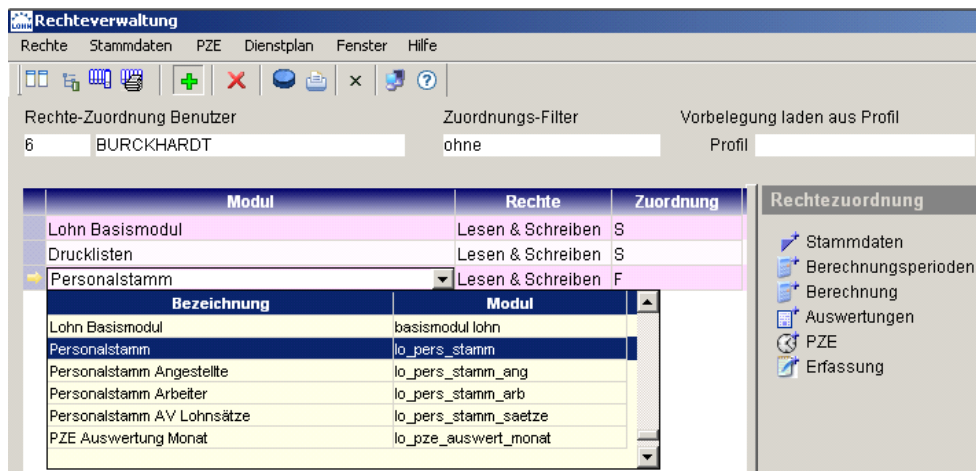 LOHN Rechteverwaltung
Rechte Stammdaten PZE Dienstplan Fenster Hilfe
Rechte-Zuordnung Benutzer Zuordnungs-Filter Vorbelegung laden aus Profil
6 BURCKHARDT ohne Profil
Modul Rechte Zuordnung
Lohn Basismodul Lesen & Schreiben S
Drucklisten Lesen & Schreiben S
Personalstamm Lesen & Schreiben F
Bezeichnung Modul
Lohn Basismodul basismodul lohn
Personalstamm lo_pers_stamm
Personalstamm Angestellte lo_pers_stamm_ang
Personalstamm Arbeiter lo_pers_stamm_arb
Personalstamm AV Lohnsätze lo_pers_stamm_saetze
PZE Auswertung Monat lo_pze_auswert_monat
Rechtezuordnung
Stammdaten
Berechnungsperioden
Berechnung
Auswertungen
PZE
Erfassung